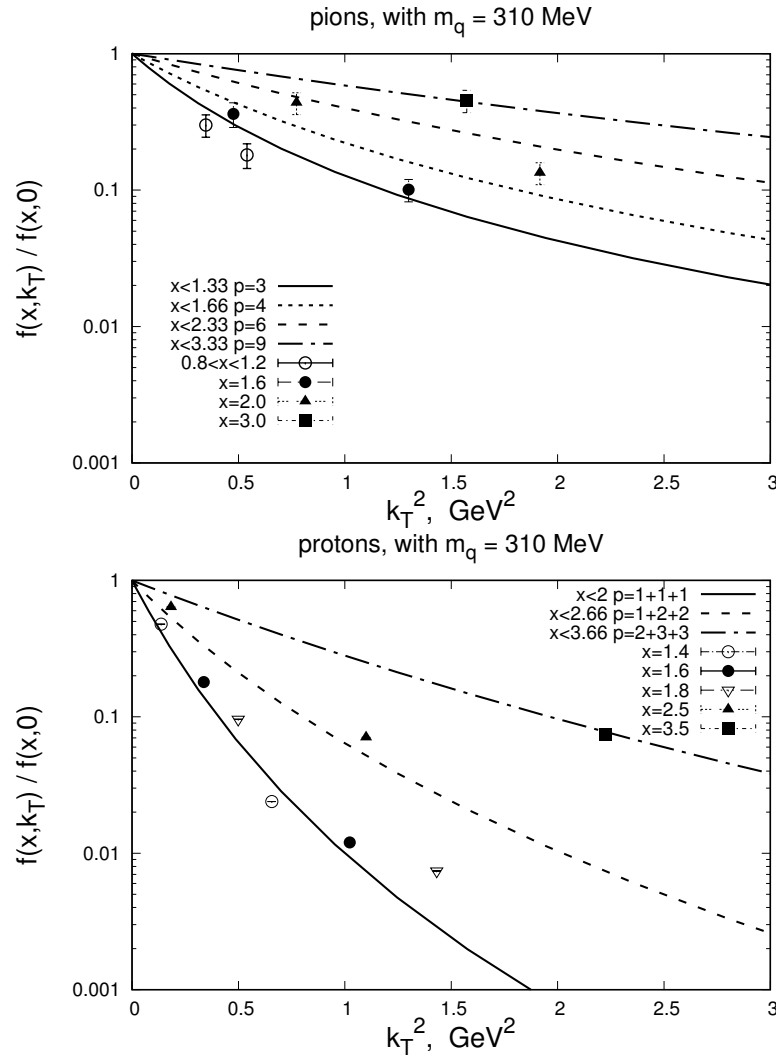 pions, with m_q = 310 MeV
1
0.1
0.01
0.001
f(x,k_T) / f(x,0)
x<1.33 p=3
x<1.66 p=4
x<2.33 p=6
x<3.33 p=9
0.8<x<1.2
x=1.6
x=2.0
x=3.0
0 0.5 1 1.5 2 2.5 3
k_T^2, GeV^2
protons, with m_q = 310 MeV
1
0.1
0.01
0.001
f(x,k_T) / f(x,0)
x<2 p=1+1+1
x<2.66 p=1+2+2
x<3.66 p=2+3+3
x=1.4
x=1.6
x=1.8
x=2.5
x=3.5
0 0.5 1 1.5 2 2.5 3
k_T^2, GeV^2